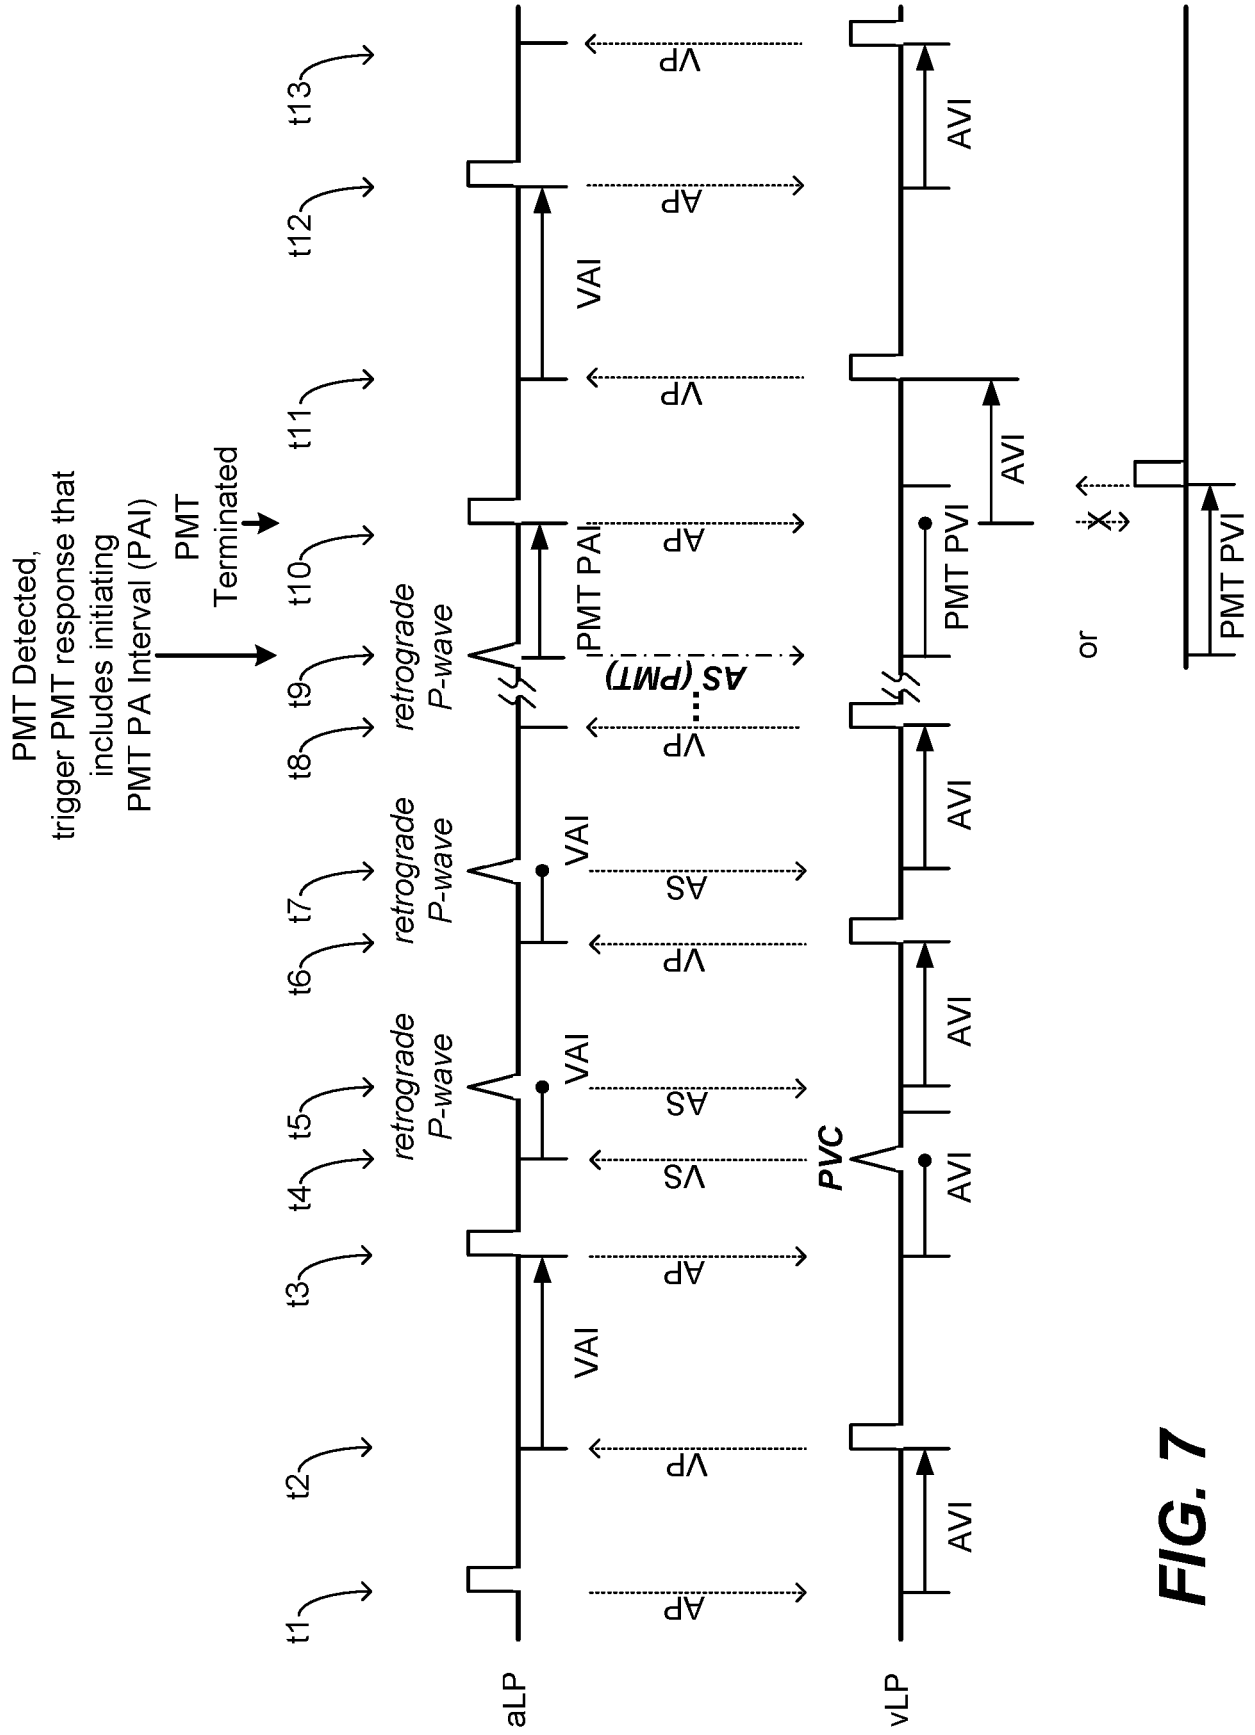 PMT Detected,
trigger PMT response that
includes initiating
PMT PA Interval (PAI)
PMT
Terminated
t1
t2
t3
t4
t5
t6
t7
t8
t9
t10
t11
t12
t13
retrograde
P-wave
retrograde
P-wave
retrograde
P-wave
aLP
VAI
VAI
VAI
PMT PAI
VAI
AP
VP
AP
VS
AS
VP
AS
VP
...
AS (PMT)
AP
VP
AP
VP
PVC
vLP
AVI
AVI
AVI
AVI
PMT PVI
AVI
AVI
or
X
PMT PVI
FIG. 7